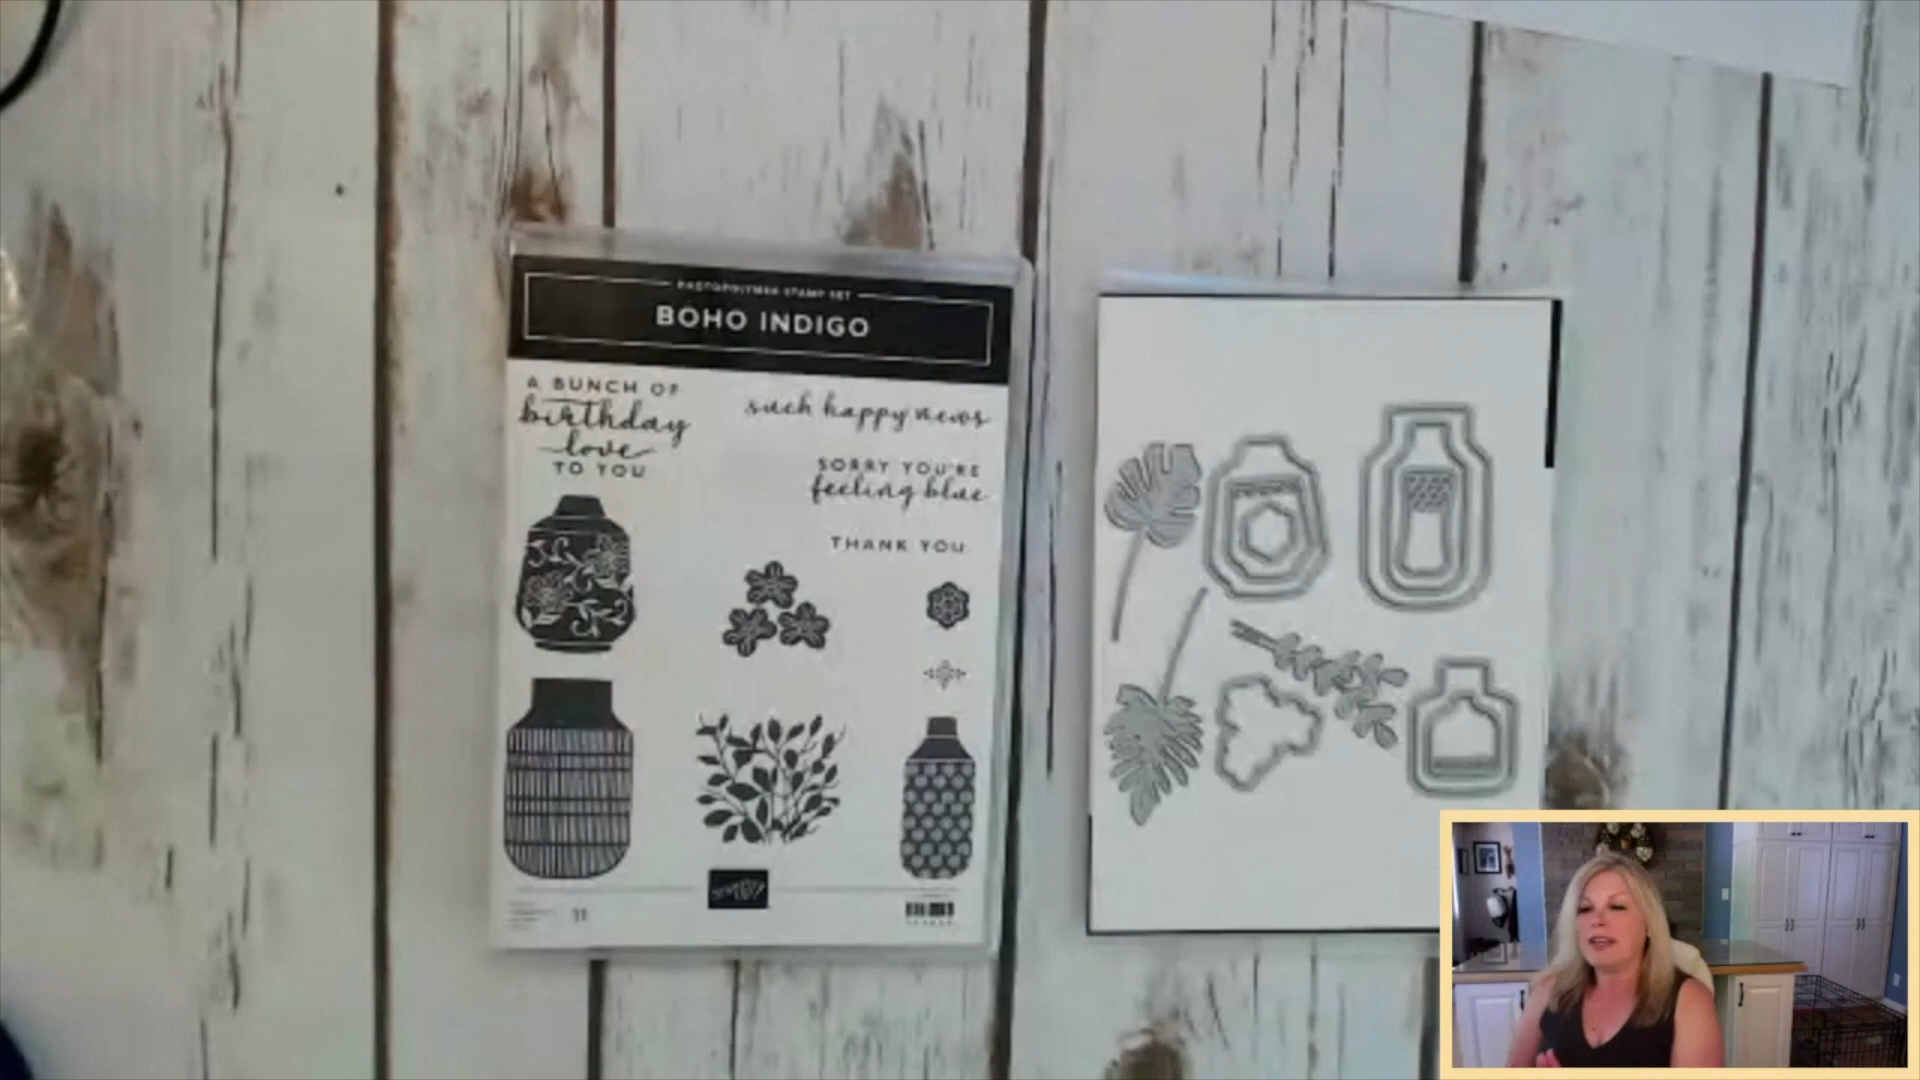 PHOTOPOLYMER STAMP SET
BOHO INDIGO
A BUNCH OF
birthday
love
TO YOU
such happy news
SORRY YOU'RE
feeling blue
THANK YOU
11